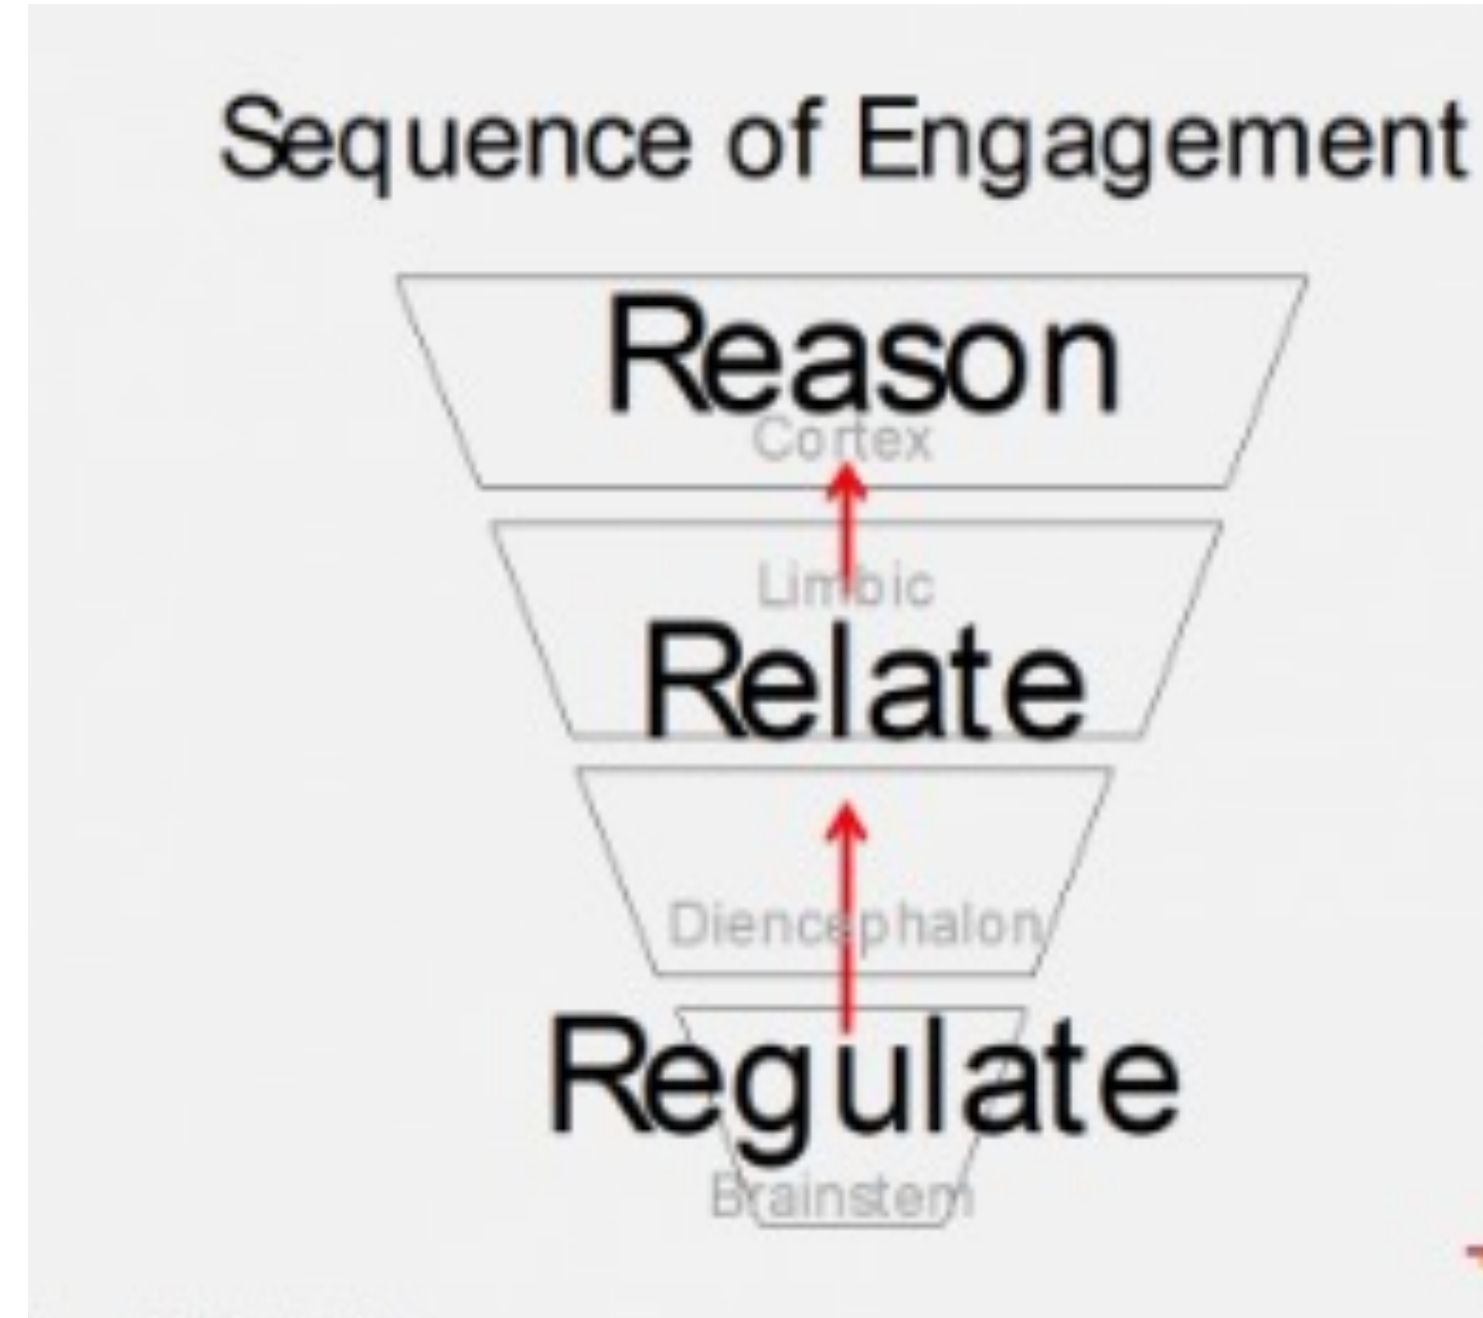 Sequence of Engagement
Reason
Cortex
Limbic
Relate
Diencephalon
Regulate
Brainstem